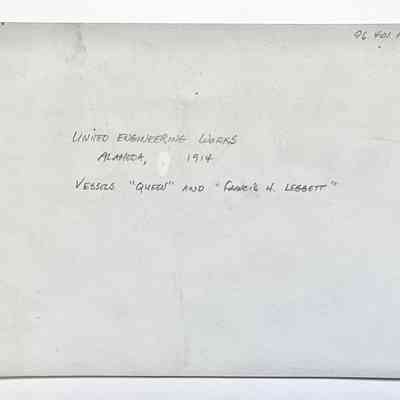 96.401.
UNITED ENGINEERING WORKS
ALAMEDA, 1914
VESSELS "QUEEN" AND "FRANCIS H. LEGGETT"